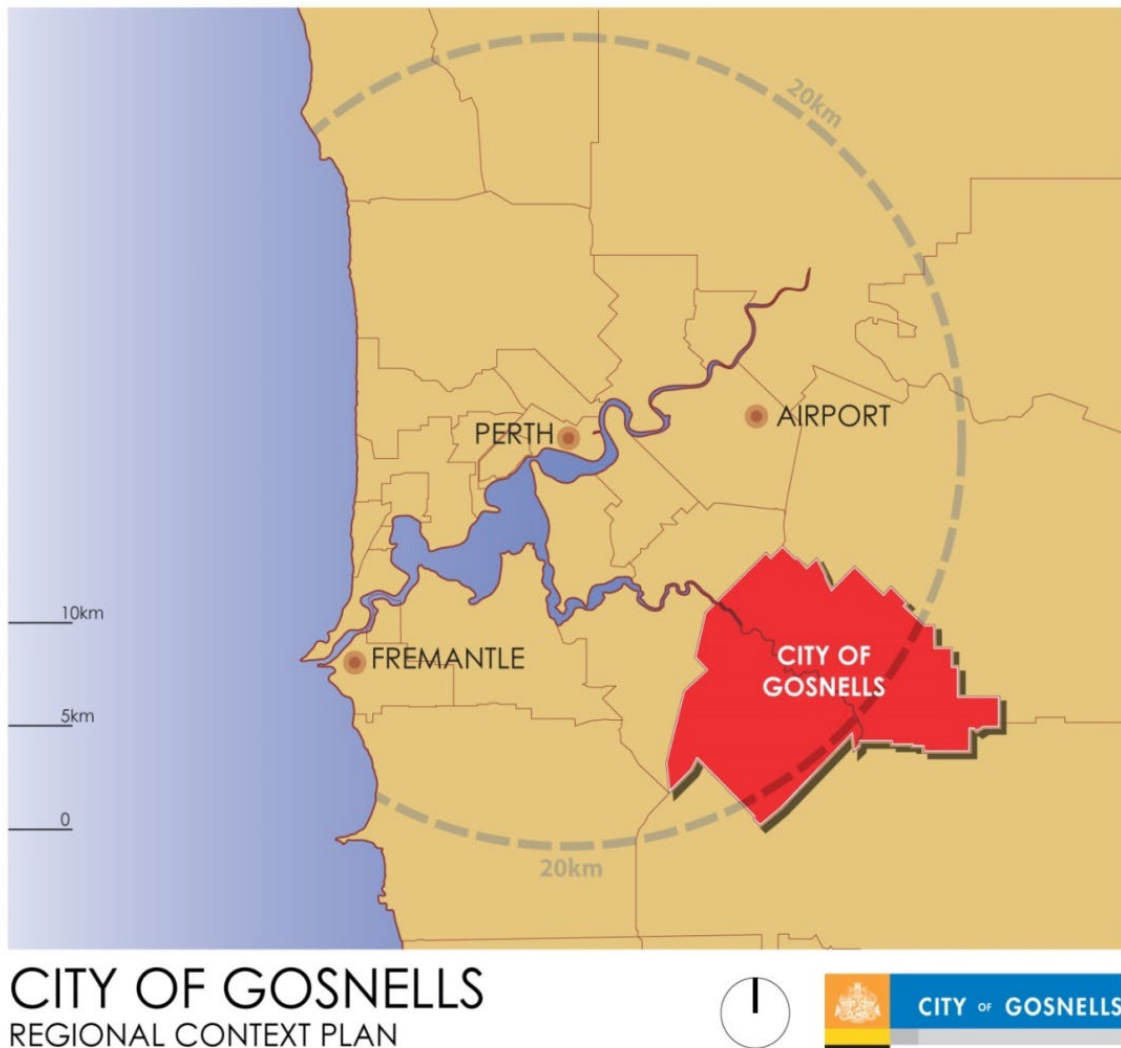 20km
AIRPORT
PERTH
10km
CITY OF
GOSNELLS
FREMANTLE
5km
0
20km
CITY OF GOSNELLS
REGIONAL CONTEXT PLAN
CITY OF GOSNELLS